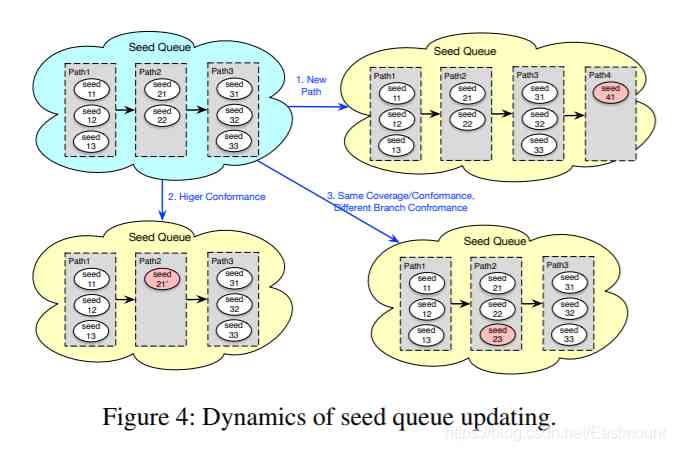 Seed Queue
Path1
seed
11
seed
12
seed
13
Path2
seed
21
seed
22
Path3
seed
31
seed
32
seed
33
1. New
Path
Seed Queue
Path1
seed
11
seed
12
seed
13
Path2
seed
21
seed
22
Path3
seed
31
seed
32
seed
33
Path4
seed
41
2. Higer Conformance
3. Same Coverage/Conformance,
Different Branch Confromance
Seed Queue
Path1
seed
11
seed
12
seed
13
Path2
seed
21'
Path3
seed
31
seed
32
seed
33
Seed Queue
Path1
seed
11
seed
12
seed
13
Path2
seed
21
seed
22
seed
23
Path3
seed
31
seed
32
seed
33
Figure 4: Dynamics of seed queue updating.
https://blog.csdn.net/Eastmount